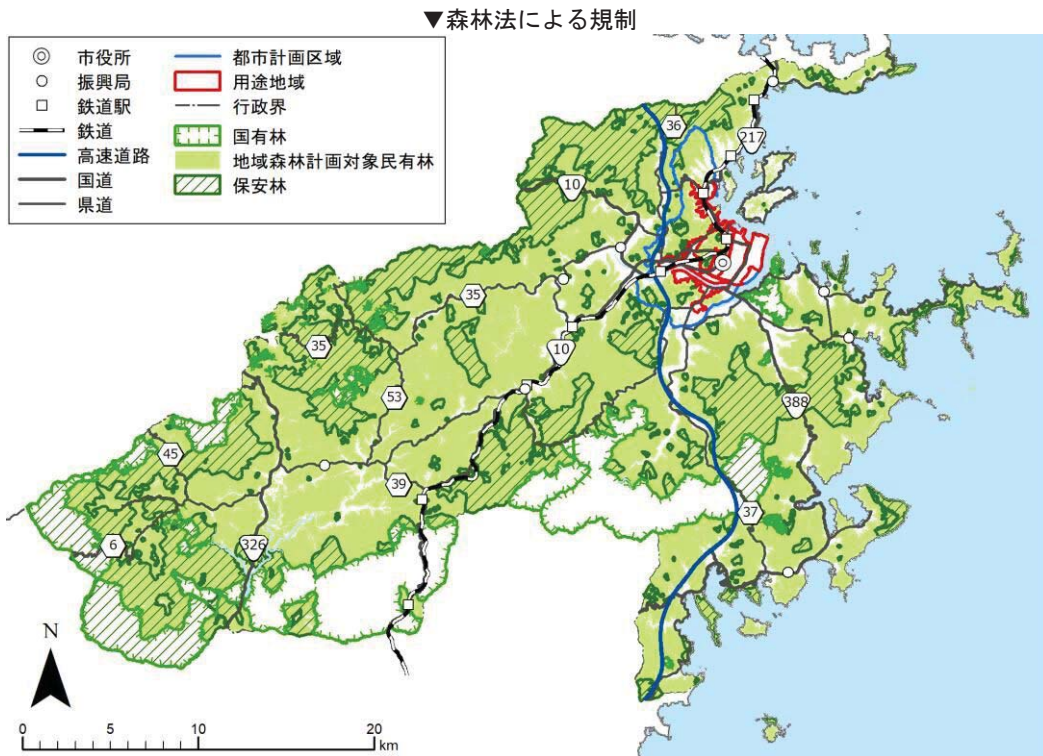 ▼森林法による規制
市役所
振興局
鉄道駅
鉄道
高速道路
国道
県道
都市計画区域
用途地域
行政界
国有林
地域森林計画対象民有林
保安林
36
217
10
35
35
10
53
388
45
39
37
6
326
N
0 5 10 20
km